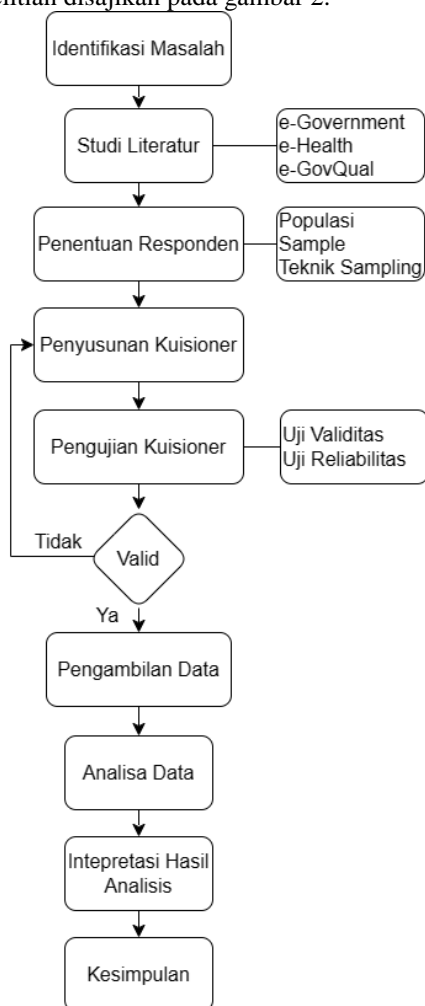 disajikan pada gambar 2.
Identifikasi Masalah
Studi Literatur
e-Government
e-Health
e-GovQual
Penentuan Responden
Populasi
Sample
Teknik Sampling
Penyusunan Kuisioner
Pengujian Kuisioner
Uji Validitas
Uji Reliabilitas
Tidak
Valid
Ya
Pengambilan Data
Analisa Data
Intepretasi Hasil
Analisis
Kesimpulan